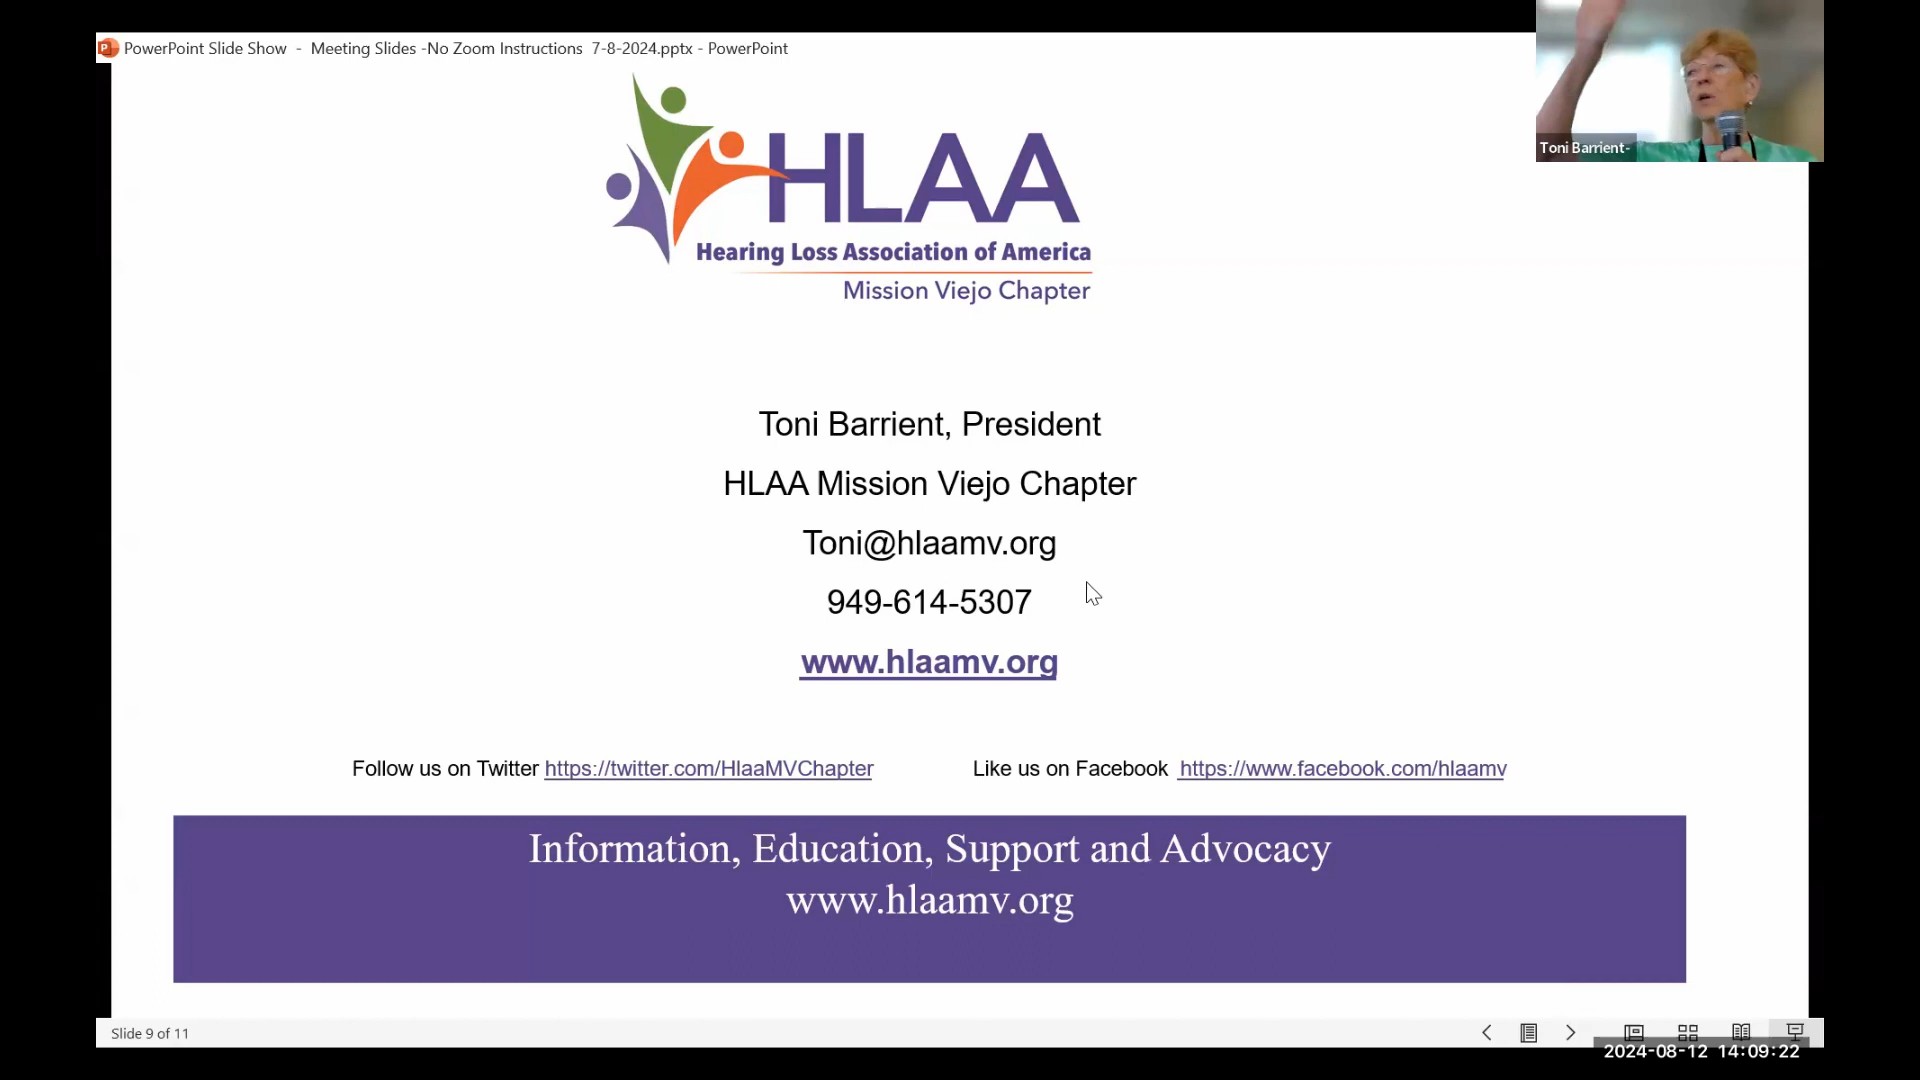 PowerPoint Slide Show - Meeting Slides -No Zoom Instructions 7-8-2024.pptx - PowerPoint
Toni Barrient-
HLAA
Hearing Loss Association of America
Mission Viejo Chapter
Toni Barrient, President
HLAA Mission Viejo Chapter
Toni@hlaamv.org
949-614-5307
www.hlaamv.org
Follow us on Twitter https://twitter.com/HlaaMVChapter
Like us on Facebook https://www.facebook.com/hlaamv
Information, Education, Support and Advocacy
www.hlaamv.org
Slide 9 of 11
2024-08-12 14:09:22